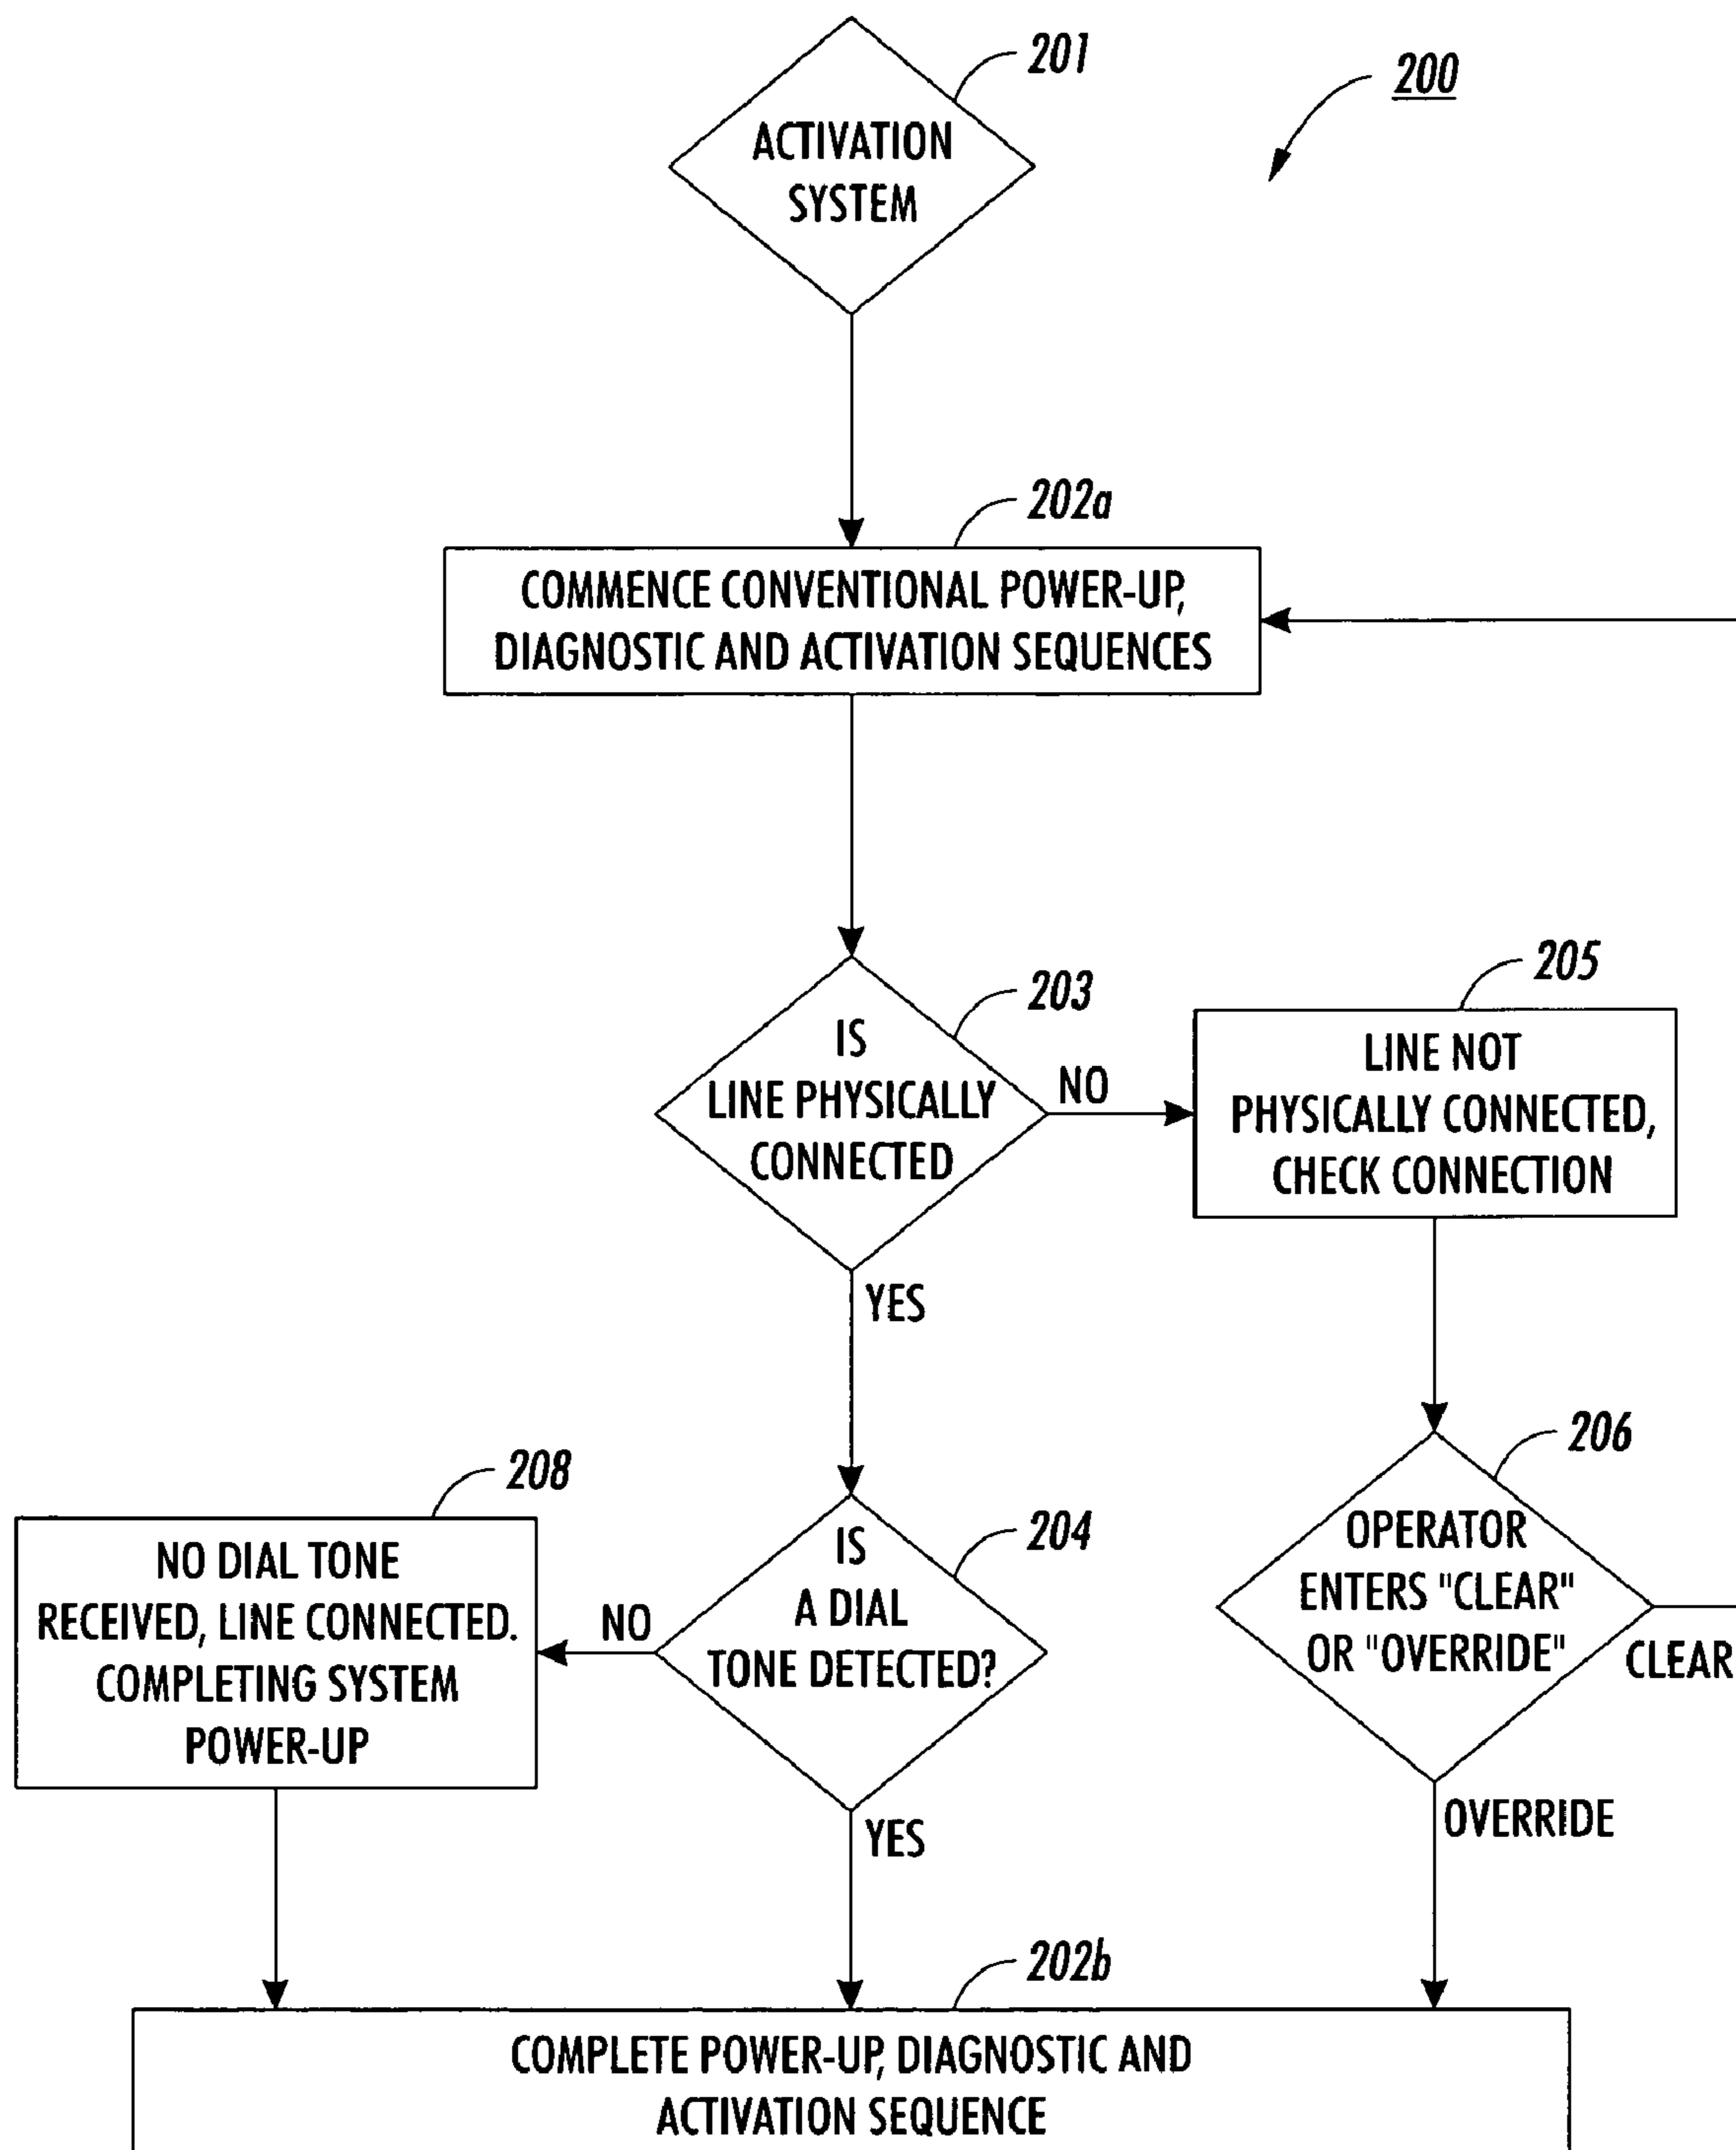 201
200
ACTIVATION
SYSTEM
202a
COMMENCE CONVENTIONAL POWER-UP,
DIAGNOSTIC AND ACTIVATION SEQUENCES
203
IS
LINE PHYSICALLY
CONNECTED
NO
YES
205
LINE NOT
PHYSICALLY CONNECTED,
CHECK CONNECTION
208
NO DIAL TONE
RECEIVED, LINE CONNECTED.
COMPLETING SYSTEM
POWER-UP
NO
204
IS
A DIAL
TONE DETECTED?
YES
206
OPERATOR
ENTERS "CLEAR"
OR "OVERRIDE"
CLEAR
OVERRIDE
202b
COMPLETE POWER-UP, DIAGNOSTIC AND
ACTIVATION SEQUENCE